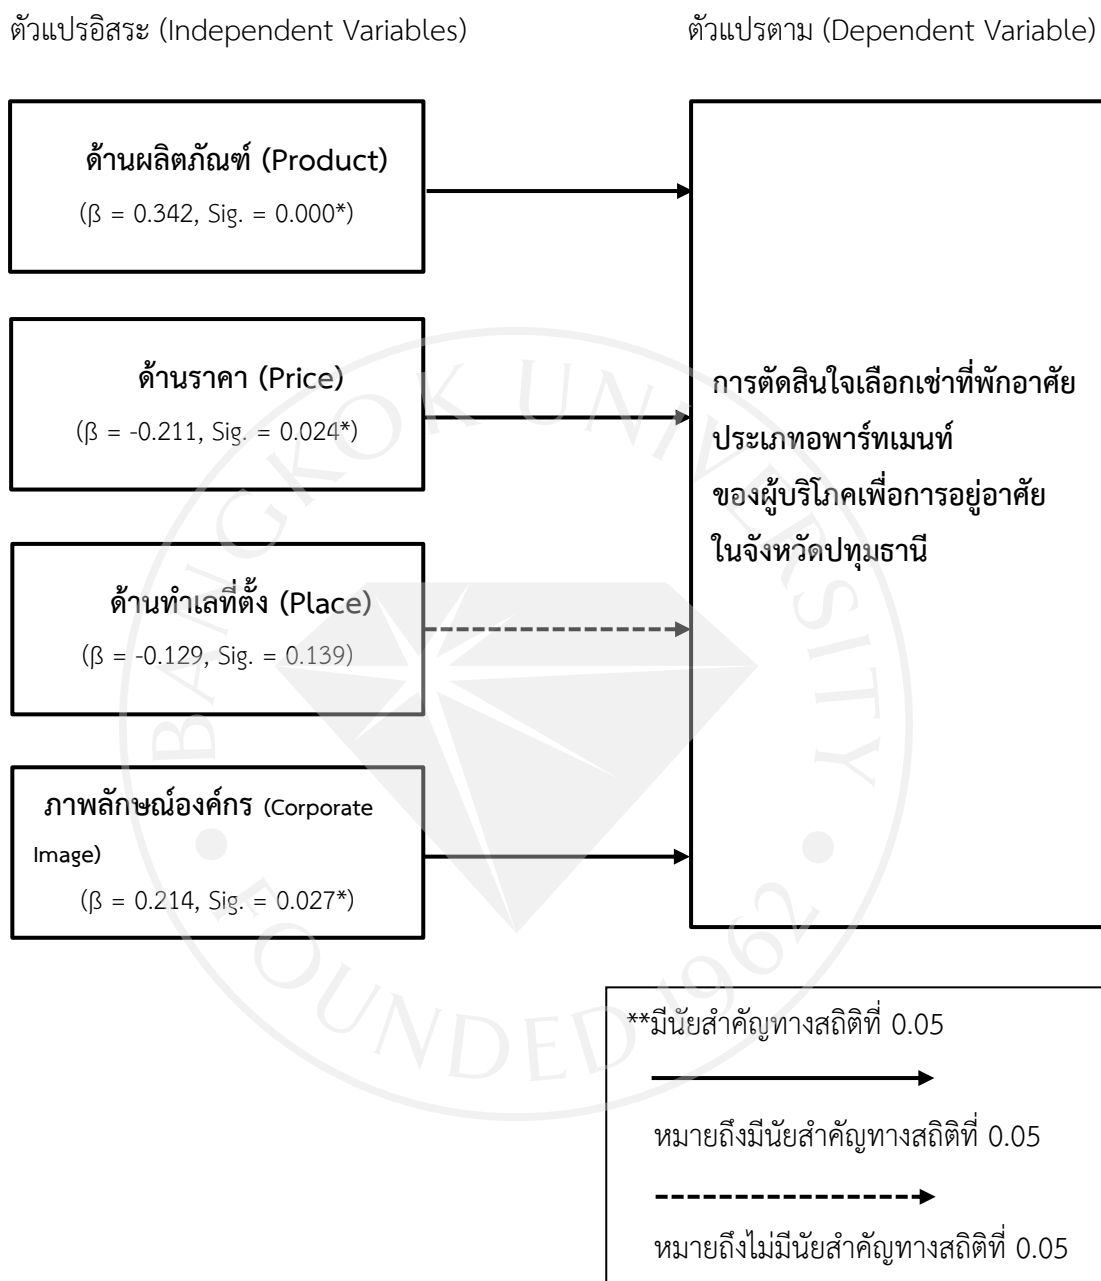 ตัวแปรอิสระ (Independent Variables)
ตัวแปรตาม (Dependent Variable)
ด้านผลิตภัณฑ์ (Product)
(β = 0.342, Sig. = 0.000*)
ด้านราคา (Price)
(β = -0.211, Sig. = 0.024*)
ด้านทำเลที่ตั้ง (Place)
(β = -0.129, Sig. = 0.139)
ภาพลักษณ์องค์กร (Corporate
Image)
(β = 0.214, Sig. = 0.027*)
การตัดสินใจเลือกเช่าที่พักอาศัย
ประเภทอพาร์ทเมนท์
ของผู้บริโภคเพื่อการอยู่อาศัย
ในจังหวัดปทุมธานี
**มีนัยสำคัญทางสถิติที่ 0.05
หมายถึงมีนัยสำคัญทางสถิติที่ 0.05
หมายถึงไม่มีนัยสำคัญทางสถิติที่ 0.05
BANGKOK UNIVERSITY
FOUNDED 1962